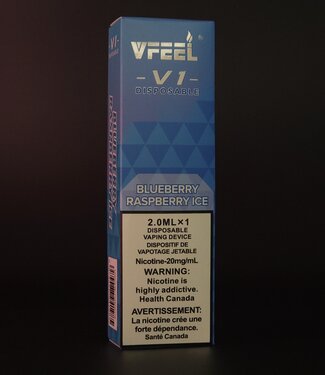 VFEEL®
-V1-
DISPOSABLE
BLUEBERRY
RASPBERRY ICE
2.0ML×1
DISPOSABLE
VAPING DEVICE
DISPOSITIF DE
VAPOTAGE JETABLE
Nicotine-20mg/mL
WARNING:
Nicotine is
highly addictive.
Health Canada
AVERTISSEMENT:
La nicotine crée une
forte dépendance.
Santé Canada